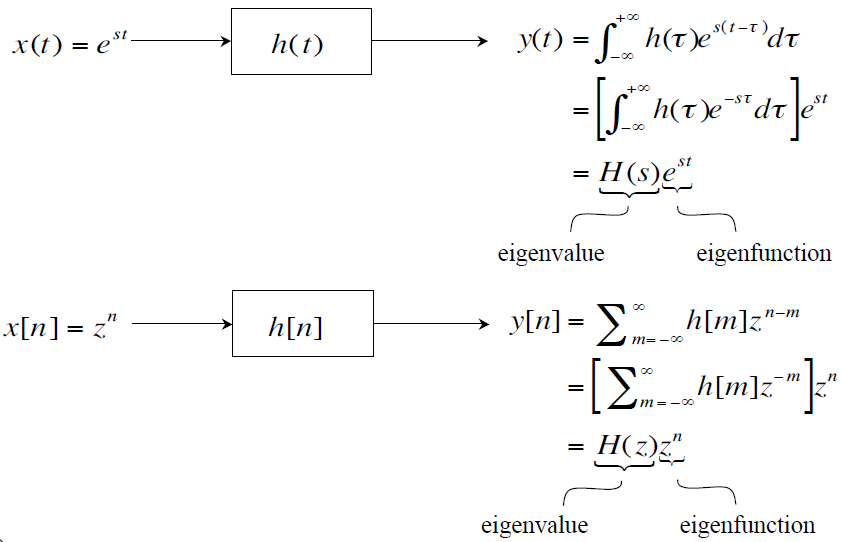 x(t) = e^{st} h(t) y(t) = ∫_{-∞}^{+∞} h(τ)e^{s(t-τ)}dτ
= [∫_{-∞}^{+∞} h(τ)e^{-sτ}dτ]e^{st}
= H(s)e^{st}
eigenvalue eigenfunction
x[n] = z^n h[n] y[n] = ∑_{m=-∞}^{∞} h[m]z^{n-m}
= [∑_{m=-∞}^{∞} h[m]z^{-m}]z^n
= H(z)z^n
eigenvalue eigenfunction